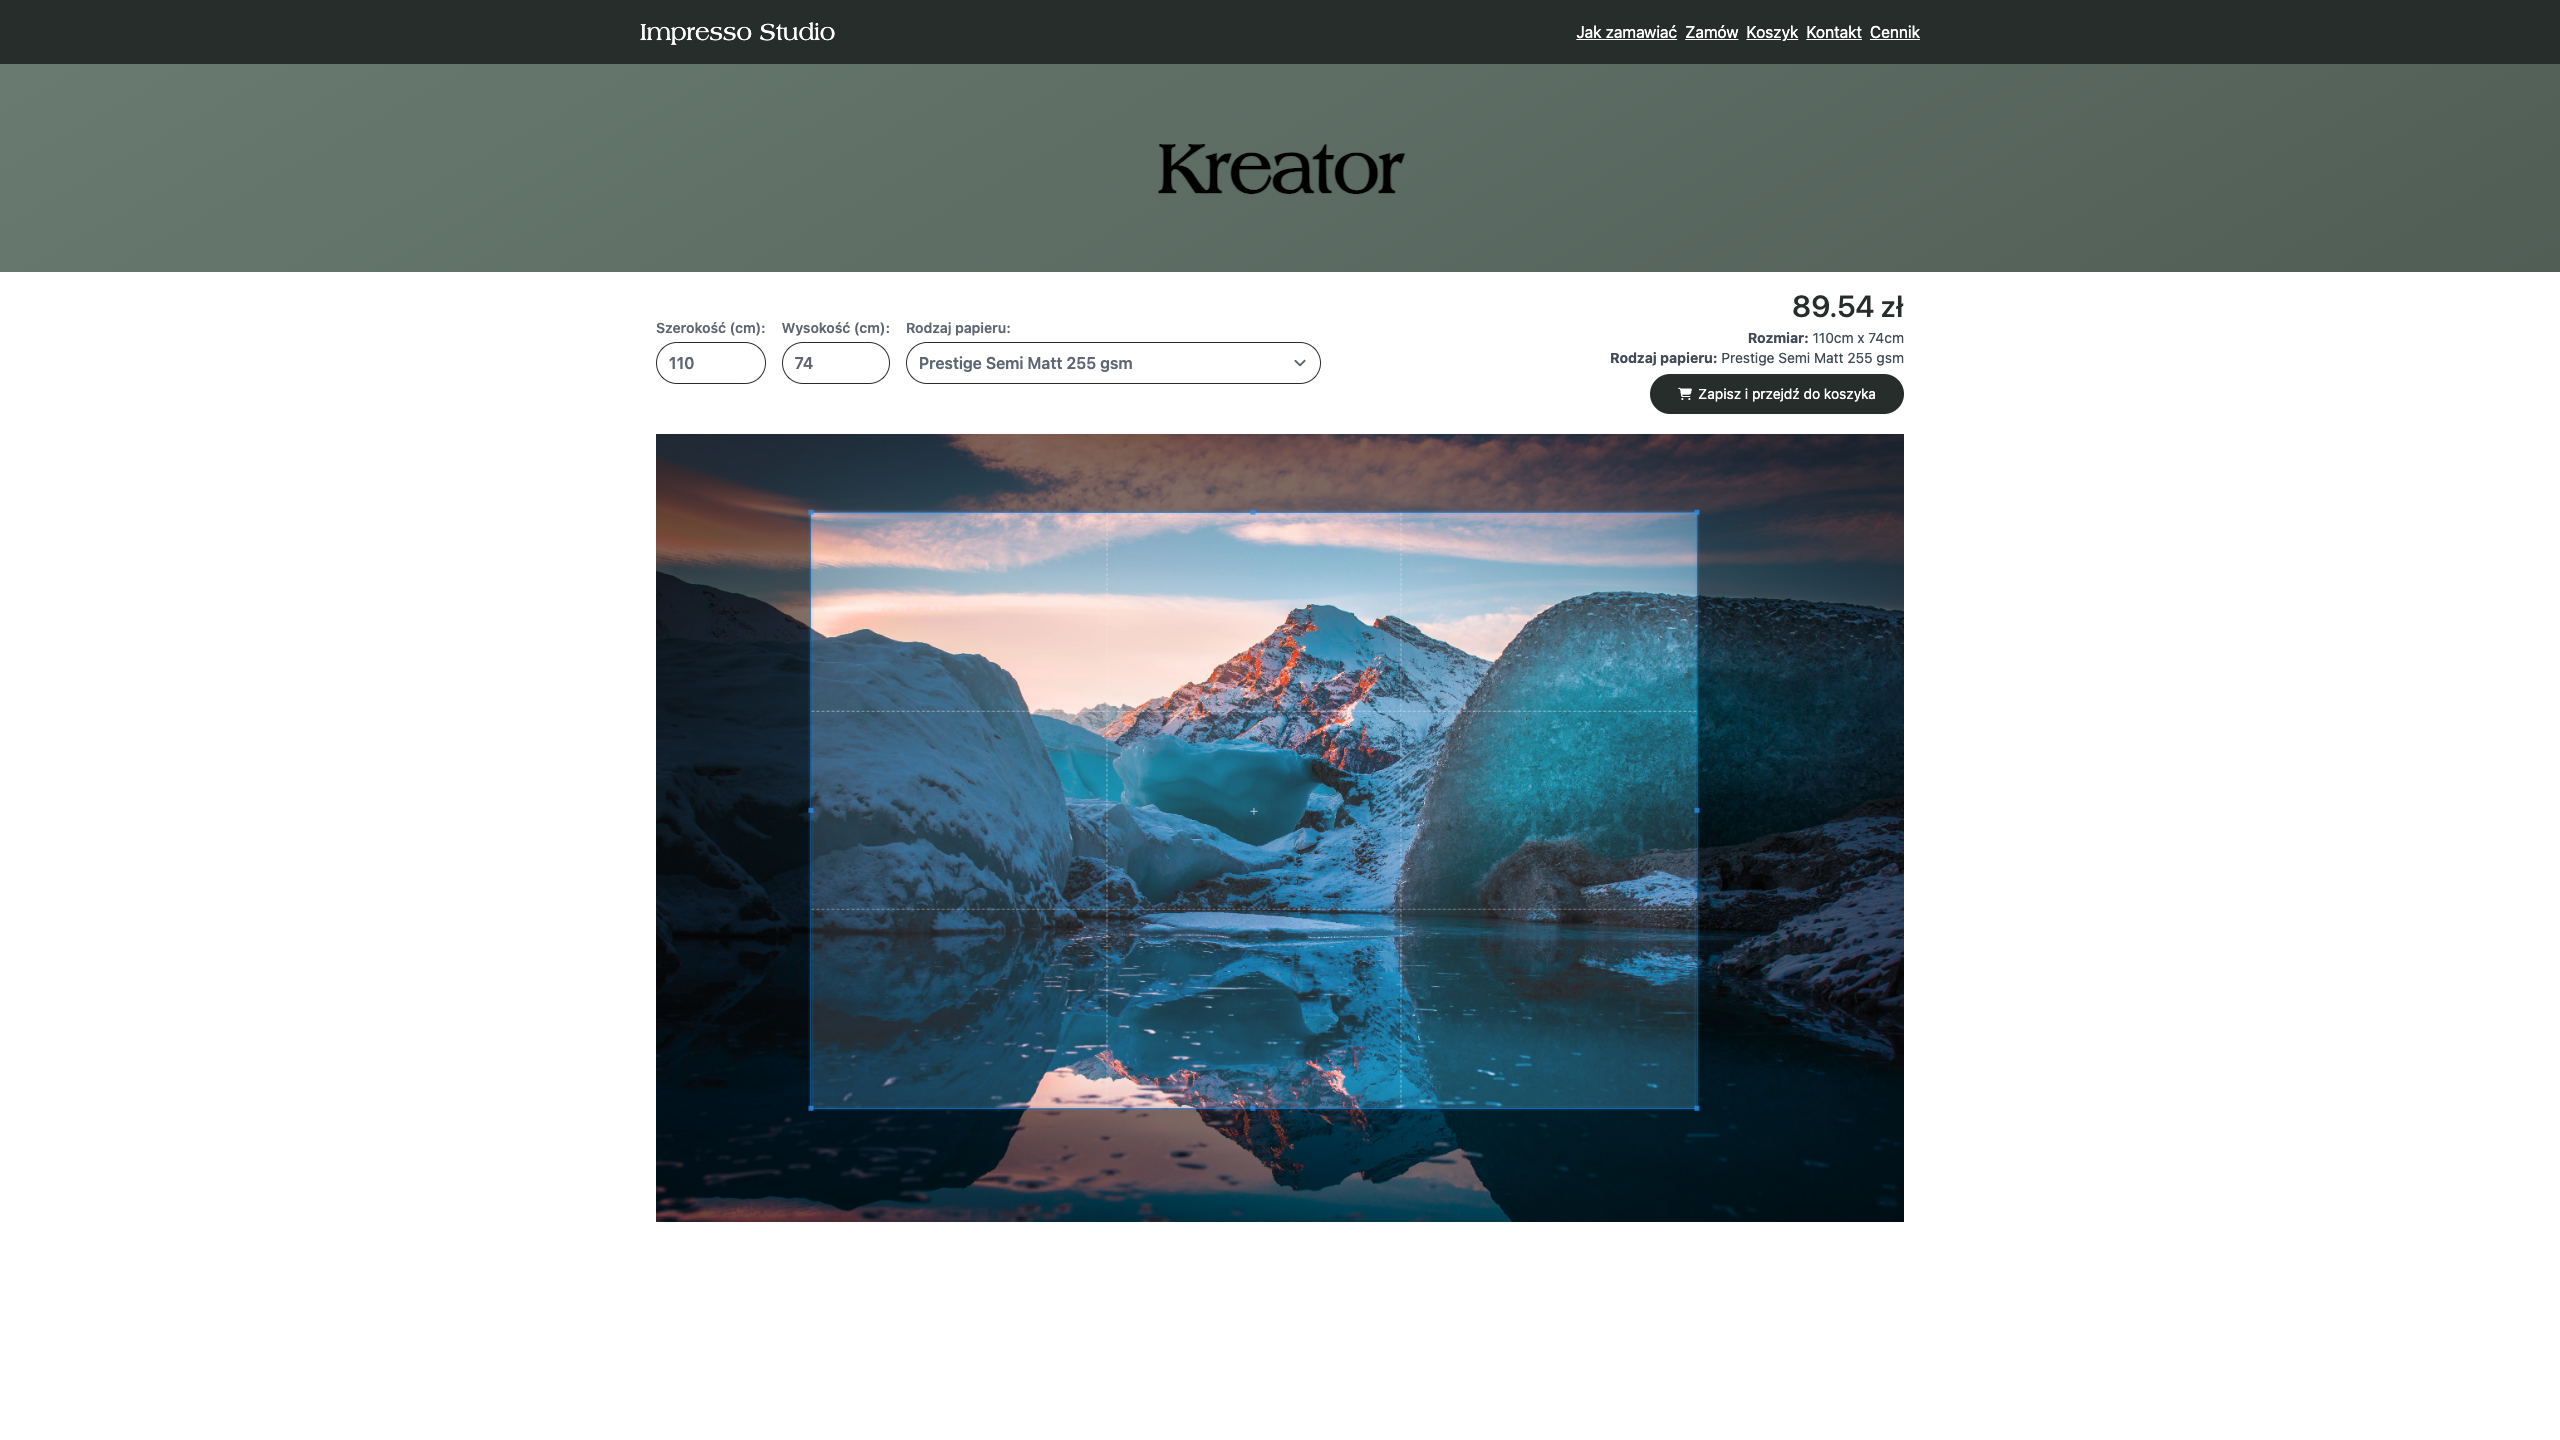 Impresso Studio
Jak zamawiać Zamów Koszyk Kontakt Cennik
Kreator
Szerokość (cm): Wysokość (cm): Rodzaj papieru:
110 74 Prestige Semi Matt 255 gsm
89.54 zł
Rozmiar: 110cm x 74cm
Rodzaj papieru: Prestige Semi Matt 255 gsm
Zapisz i przejdź do koszyka